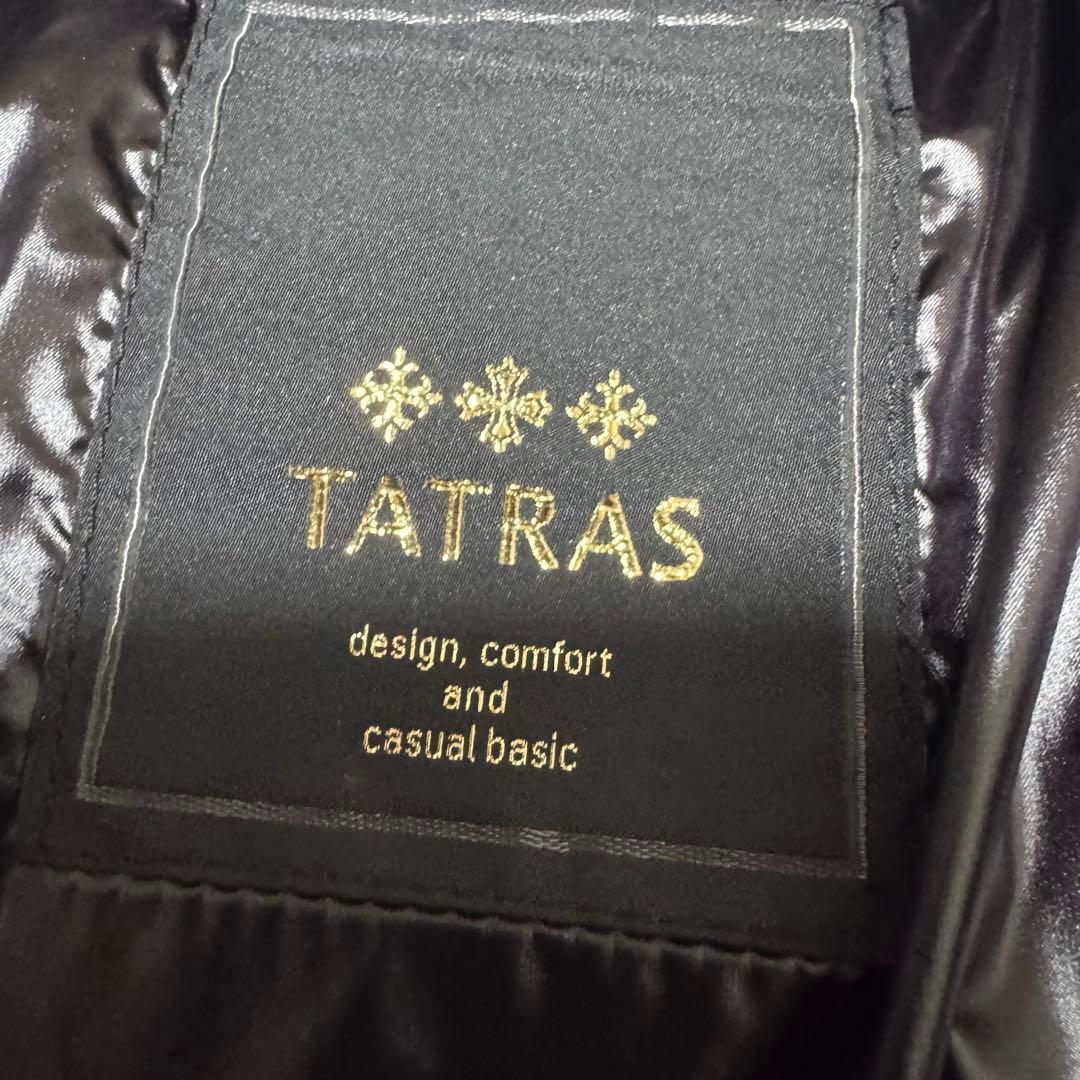 TATRAS
design, comfort
and
casual basic